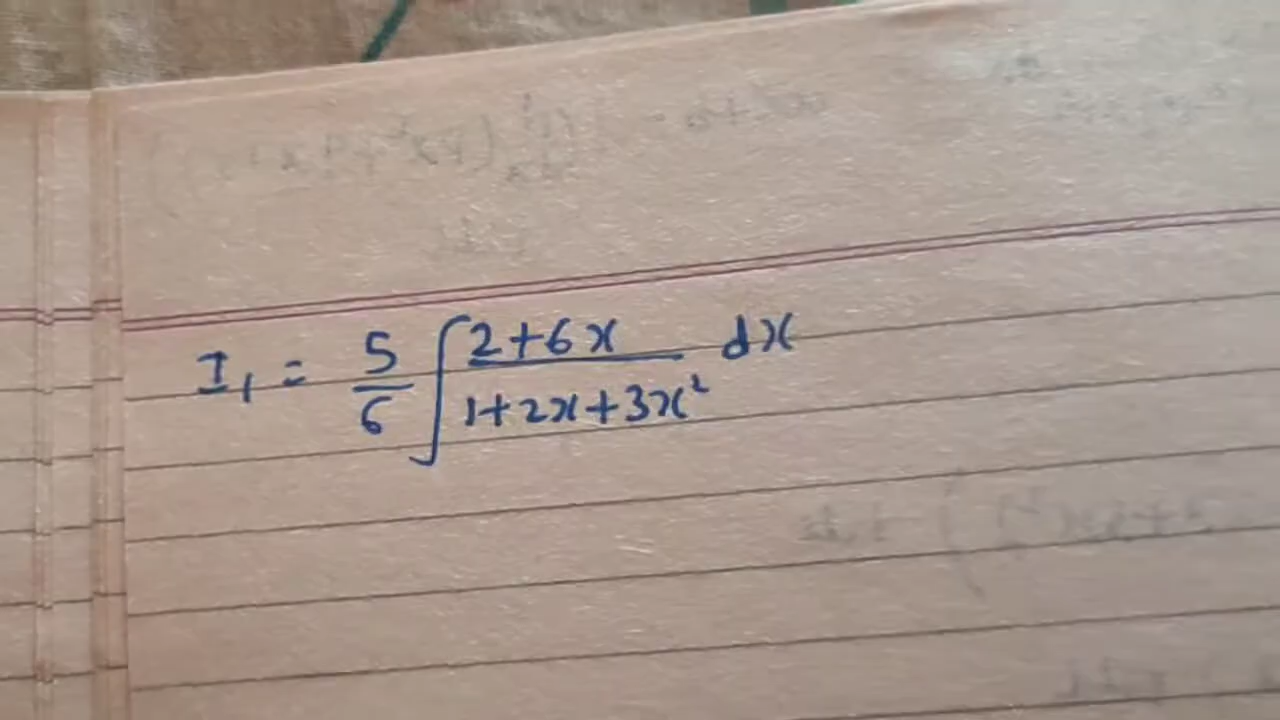 I₁ = 5/6 ∫ 2+6x / 1+2x+3x² dx